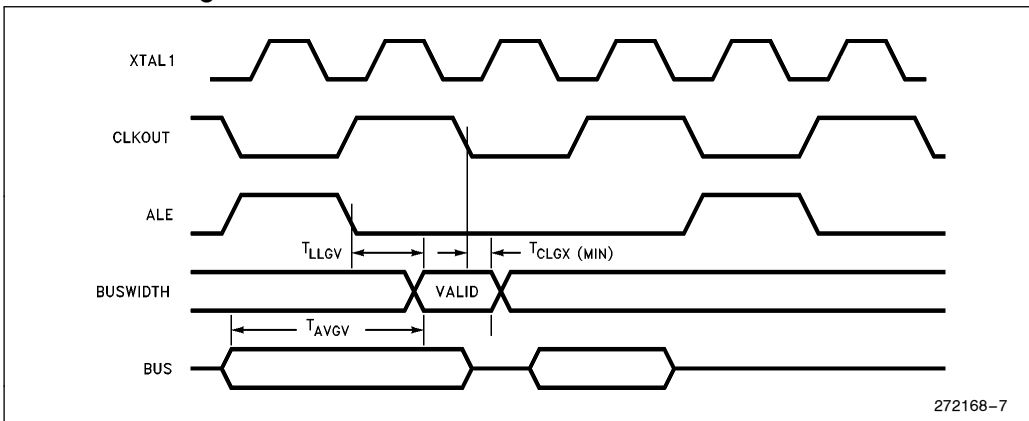 g
XTAL1
CLKOUT
ALE
TLLGV
TCLGX (MIN)
BUSWIDTH
VALID
TAVGV
BUS
272168–7